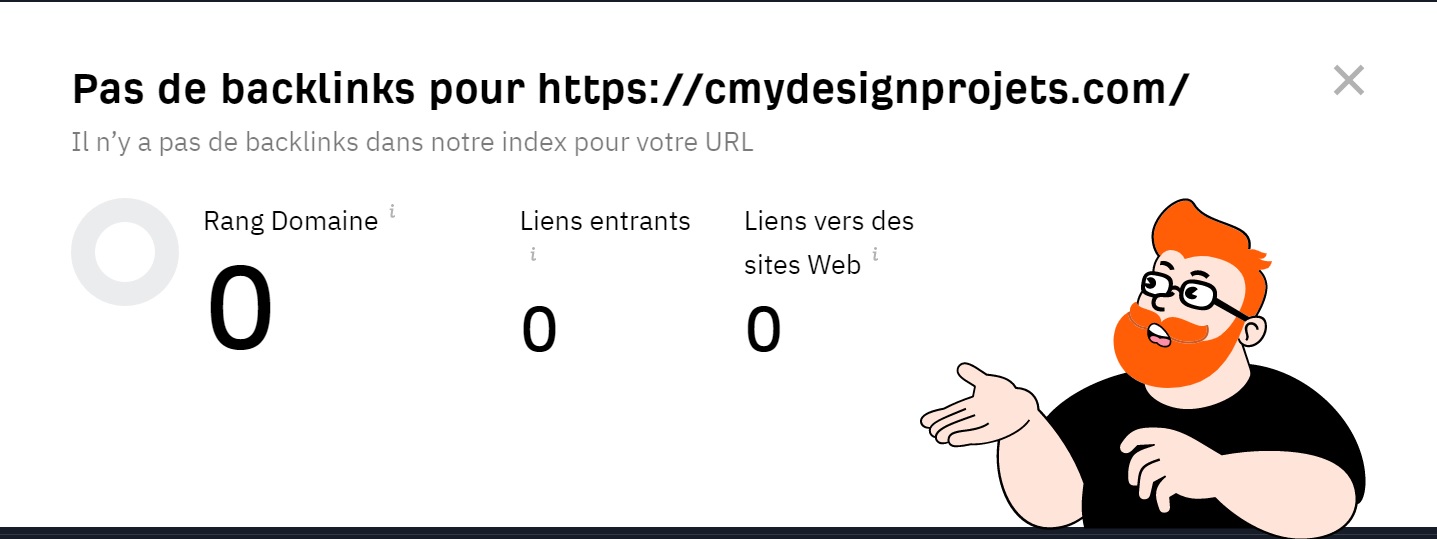 Pas de backlinks pour https://cmydesignprojets.com/
Il n’y a pas de backlinks dans notre index pour votre URL
Rang Domaine i
0
Liens entrants
i
0
Liens vers des
sites Web i
0